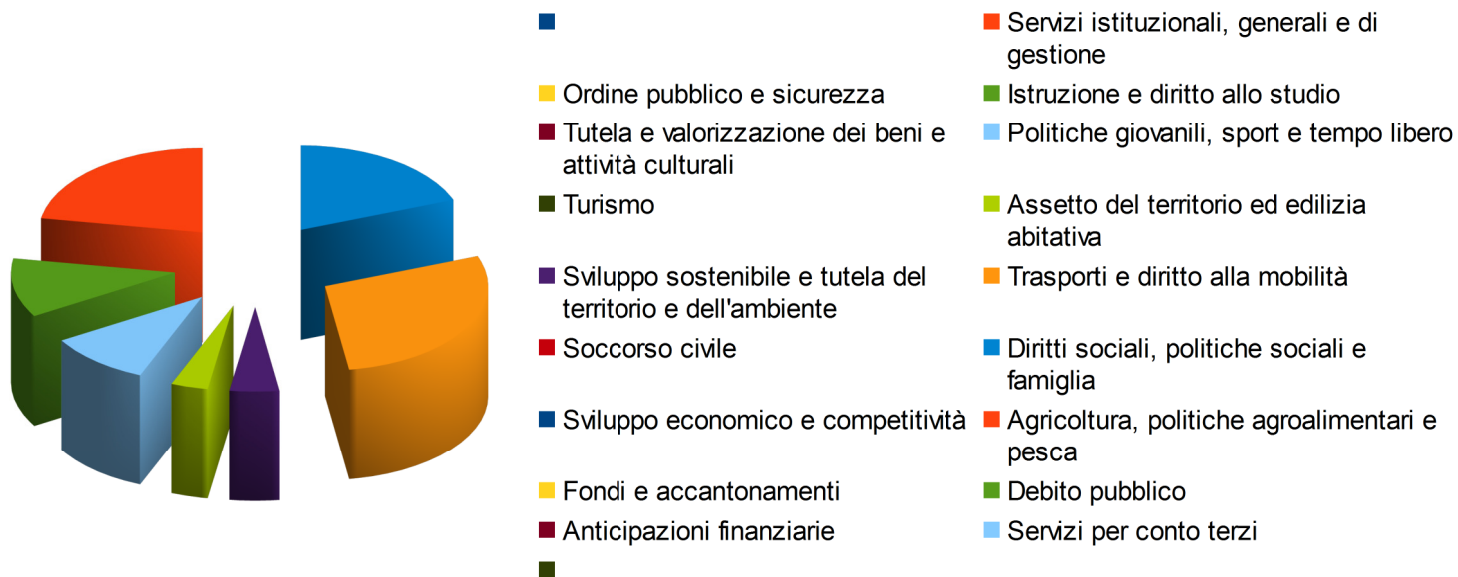 Servizi istituzionali, generali e di
gestione
Ordine pubblico e sicurezza
Istruzione e diritto allo studio
Tutela e valorizzazione dei beni e
attività culturali
Politiche giovanili, sport e tempo libero
Turismo
Assetto del territorio ed edilizia
abitativa
Sviluppo sostenibile e tutela del
territorio e dell'ambiente
Trasporti e diritto alla mobilità
Soccorso civile
Diritti sociali, politiche sociali e
famiglia
Sviluppo economico e competitività
Agricoltura, politiche agroalimentari e
pesca
Fondi e accantonamenti
Debito pubblico
Anticipazioni finanziarie
Servizi per conto terzi